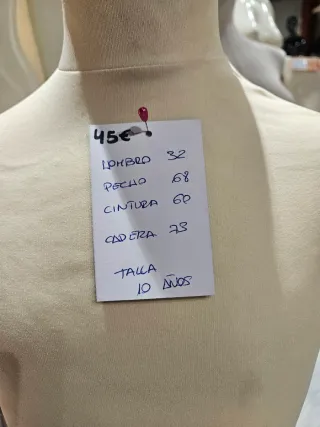 45€
HOMBRO 32
PECHO 68
CINTURA 60
CADERA 73
TALLA
10 AÑOS